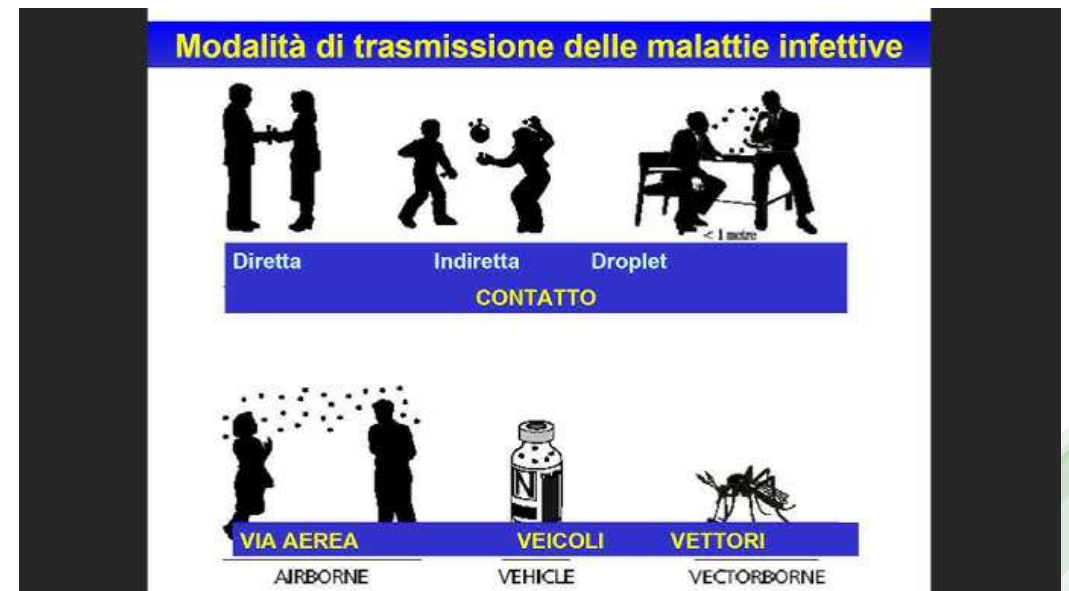 Modalità di trasmissione delle malattie infettive
< 1 metre
Diretta Indiretta Droplet
CONTATTO
N
VIA AEREA VEICOLI VETTORI
AIRBORNE VEHICLE VECTORBORNE